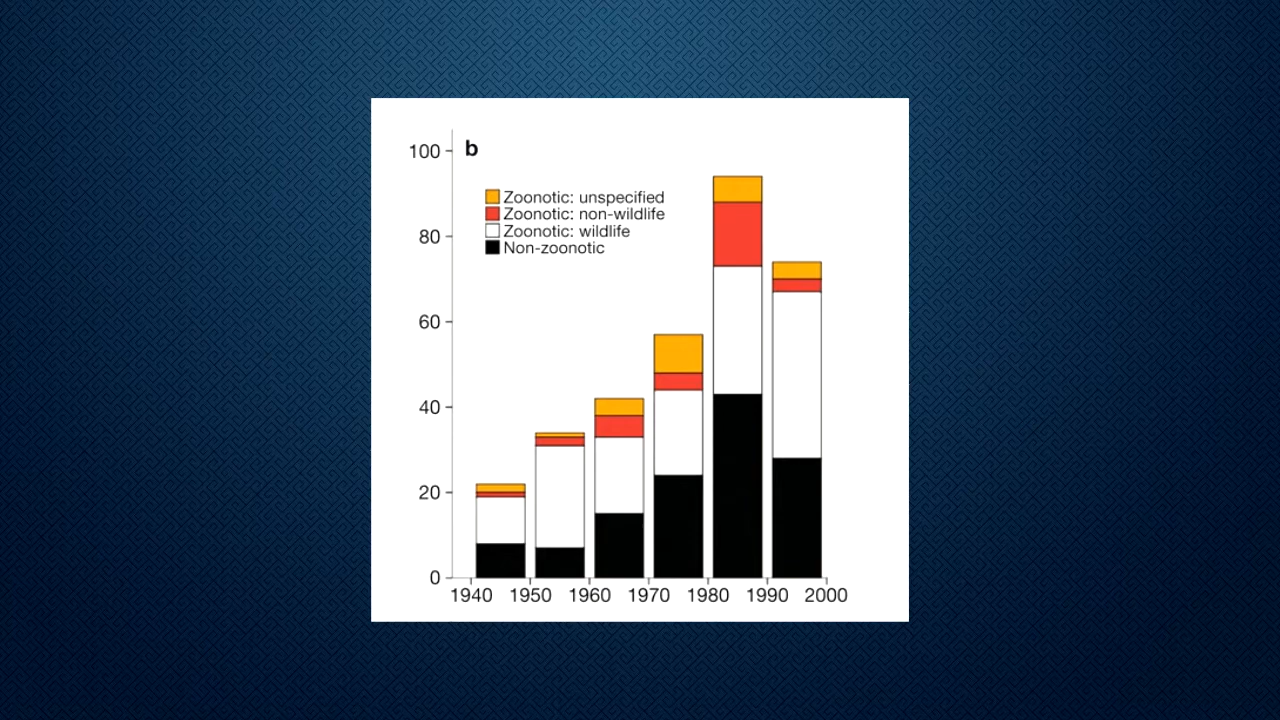 b
100
80
60
40
20
0
Zoonotic: unspecified
Zoonotic: non-wildlife
Zoonotic: wildlife
Non-zoonotic
1940 1950 1960 1970 1980 1990 2000